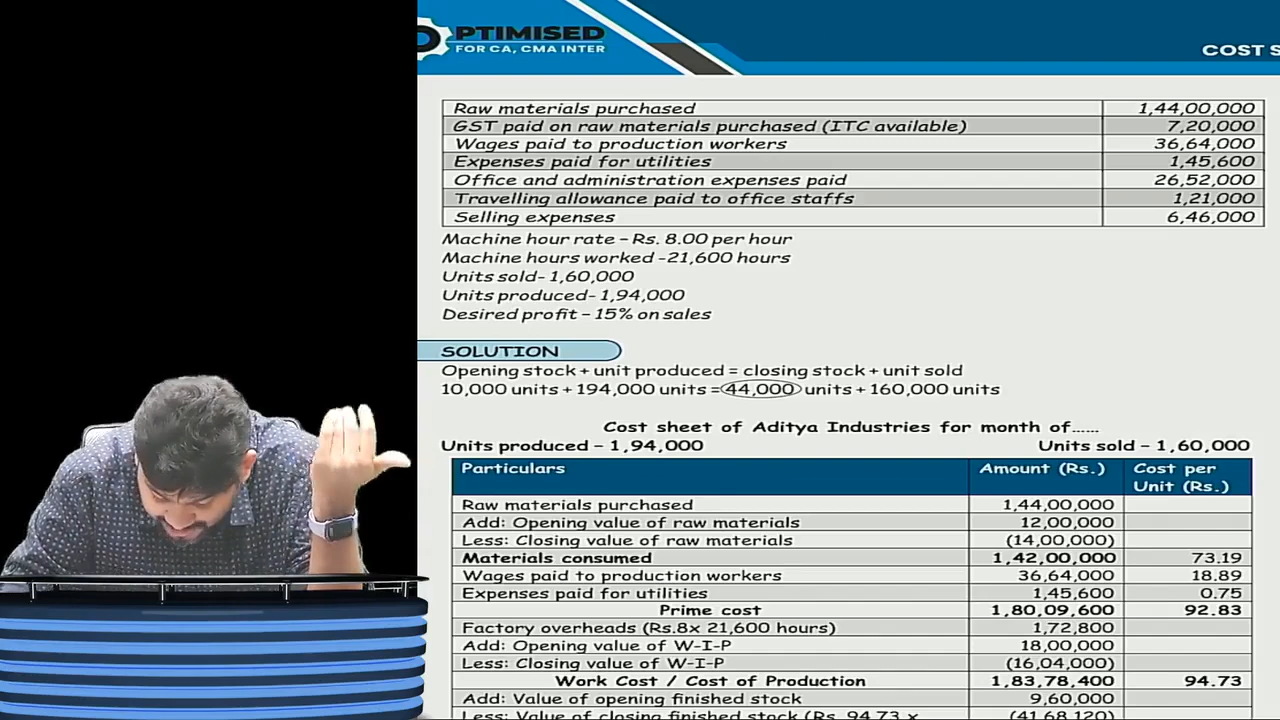 PTIMISED
FOR CA, CMA INTER
COST S
Raw materials purchased 1,44,00,000
GST paid on raw materials purchased (ITC available) 7,20,000
Wages paid to production workers 36,64,000
Expenses paid for utilities 1,45,600
Office and administration expenses paid 26,52,000
Travelling allowance paid to office staffs 1,21,000
Selling expenses 6,46,000
Machine hour rate – Rs. 8.00 per hour
Machine hours worked -21,600 hours
Units sold- 1,60,000
Units produced- 1,94,000
Desired profit – 15% on sales
SOLUTION
Opening stock + unit produced = closing stock + unit sold
10,000 units + 194,000 units = 44,000 units + 160,000 units
Cost sheet of Aditya Industries for month of……
Units produced – 1,94,000 Units sold – 1,60,000
Particulars Amount (Rs.) Cost per
Unit (Rs.)
Raw materials purchased 1,44,00,000
Add: Opening value of raw materials 12,00,000
Less: Closing value of raw materials (14,00,000)
Materials consumed 1,42,00,000 73.19
Wages paid to production workers 36,64,000 18.89
Expenses paid for utilities 1,45,600 0.75
Prime cost 1,80,09,600 92.83
Factory overheads (Rs.8x 21,600 hours) 1,72,800
Add: Opening value of W-I-P 18,00,000
Less: Closing value of W-I-P (16,04,000)
Work Cost / Cost of Production 1,83,78,400 94.73
Add: Value of opening finished stock 9,60,000
Less: Value of closing finished stock (Rs. 94.73 x (41,68,120)